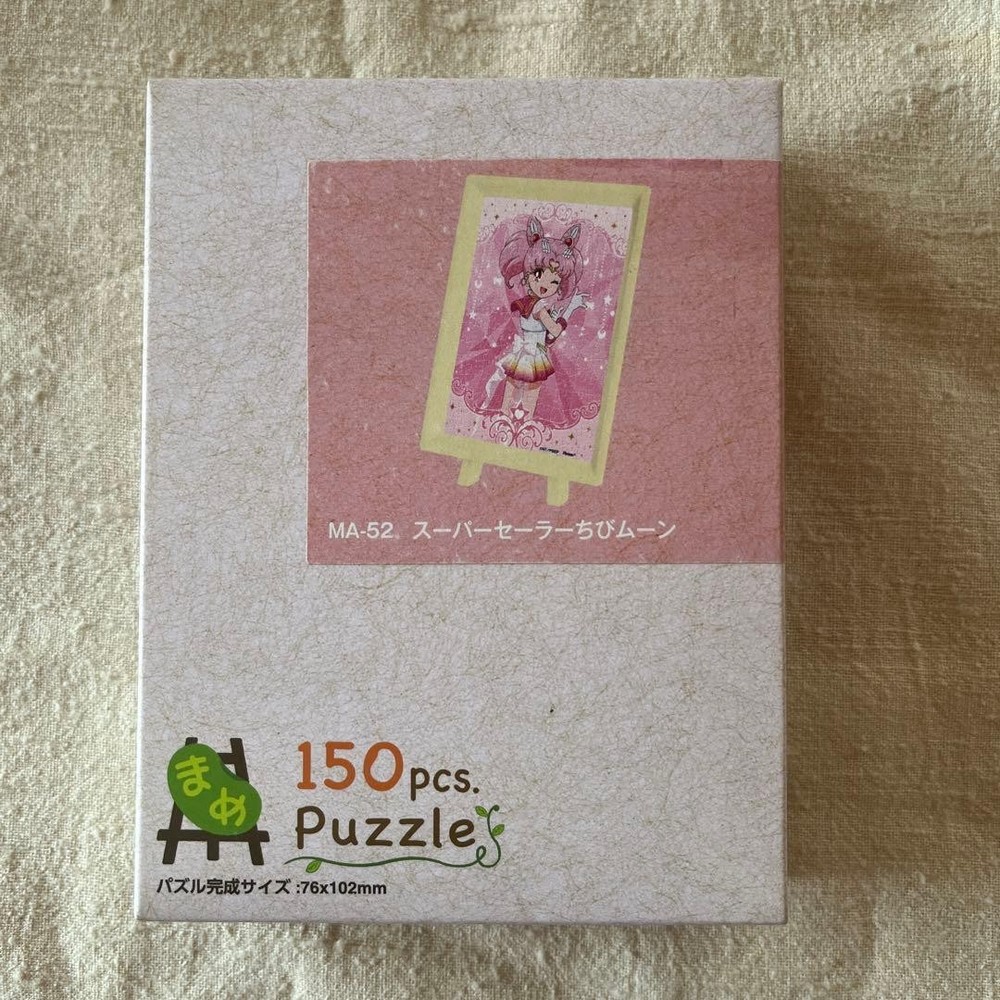 MA-52 スーパーセーラーちびムーン
まめ
150pcs.
Puzzle
パズル完成サイズ:76x102mm